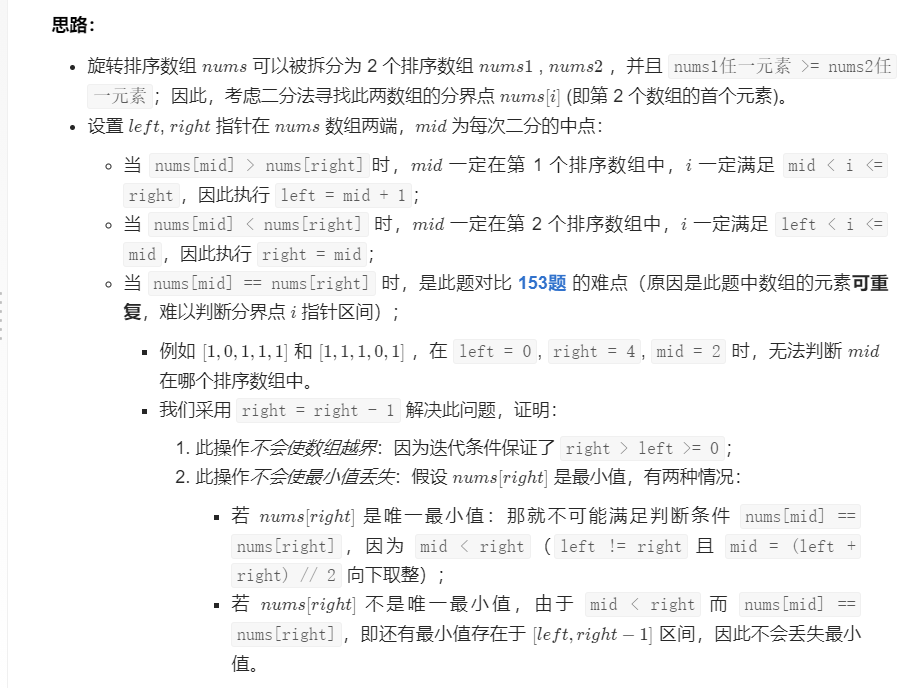 思路：
旋转排序数组 nums 可以被拆分为 2 个排序数组 nums1 , nums2 ，并且 nums1任一元素 >= nums2任
一元素；因此，考虑二分法寻找此两数组的分界点 nums[i] (即第 2 个数组的首个元素)。
设置 left, right 指针在 nums 数组两端，mid 为每次二分的中点：
当 nums[mid] > nums[right] 时，mid 一定在第 1 个排序数组中，i 一定满足 mid < i <=
right，因此执行 left = mid + 1；
当 nums[mid] < nums[right] 时，mid 一定在第 2 个排序数组中，i 一定满足 left < i <=
mid，因此执行 right = mid；
当 nums[mid] == nums[right] 时，是此题对比 153题 的难点（原因是此题中数组的元素可重
复，难以判断分界点 i 指针区间）；
例如 [1,0,1,1,1] 和 [1,1,1,0,1] ，在 left = 0, right = 4, mid = 2 时，无法判断 mid
在哪个排序数组中。
我们采用 right = right - 1 解决此问题，证明：
1. 此操作不会使数组越界：因为迭代条件保证了 right > left >= 0；
2. 此操作不会使最小值丢失：假设 nums[right] 是最小值，有两种情况：
若 nums[right] 是唯一最小值：那就不可能满足判断条件 nums[mid] ==
nums[right]，因为 mid < right（left != right 且 mid = (left +
right) // 2 向下取整）；
若 nums[right] 不是唯一最小值，由于 mid < right 而 nums[mid] ==
nums[right]，即还有最小值存在于 [left,right − 1] 区间，因此不会丢失最小
值。